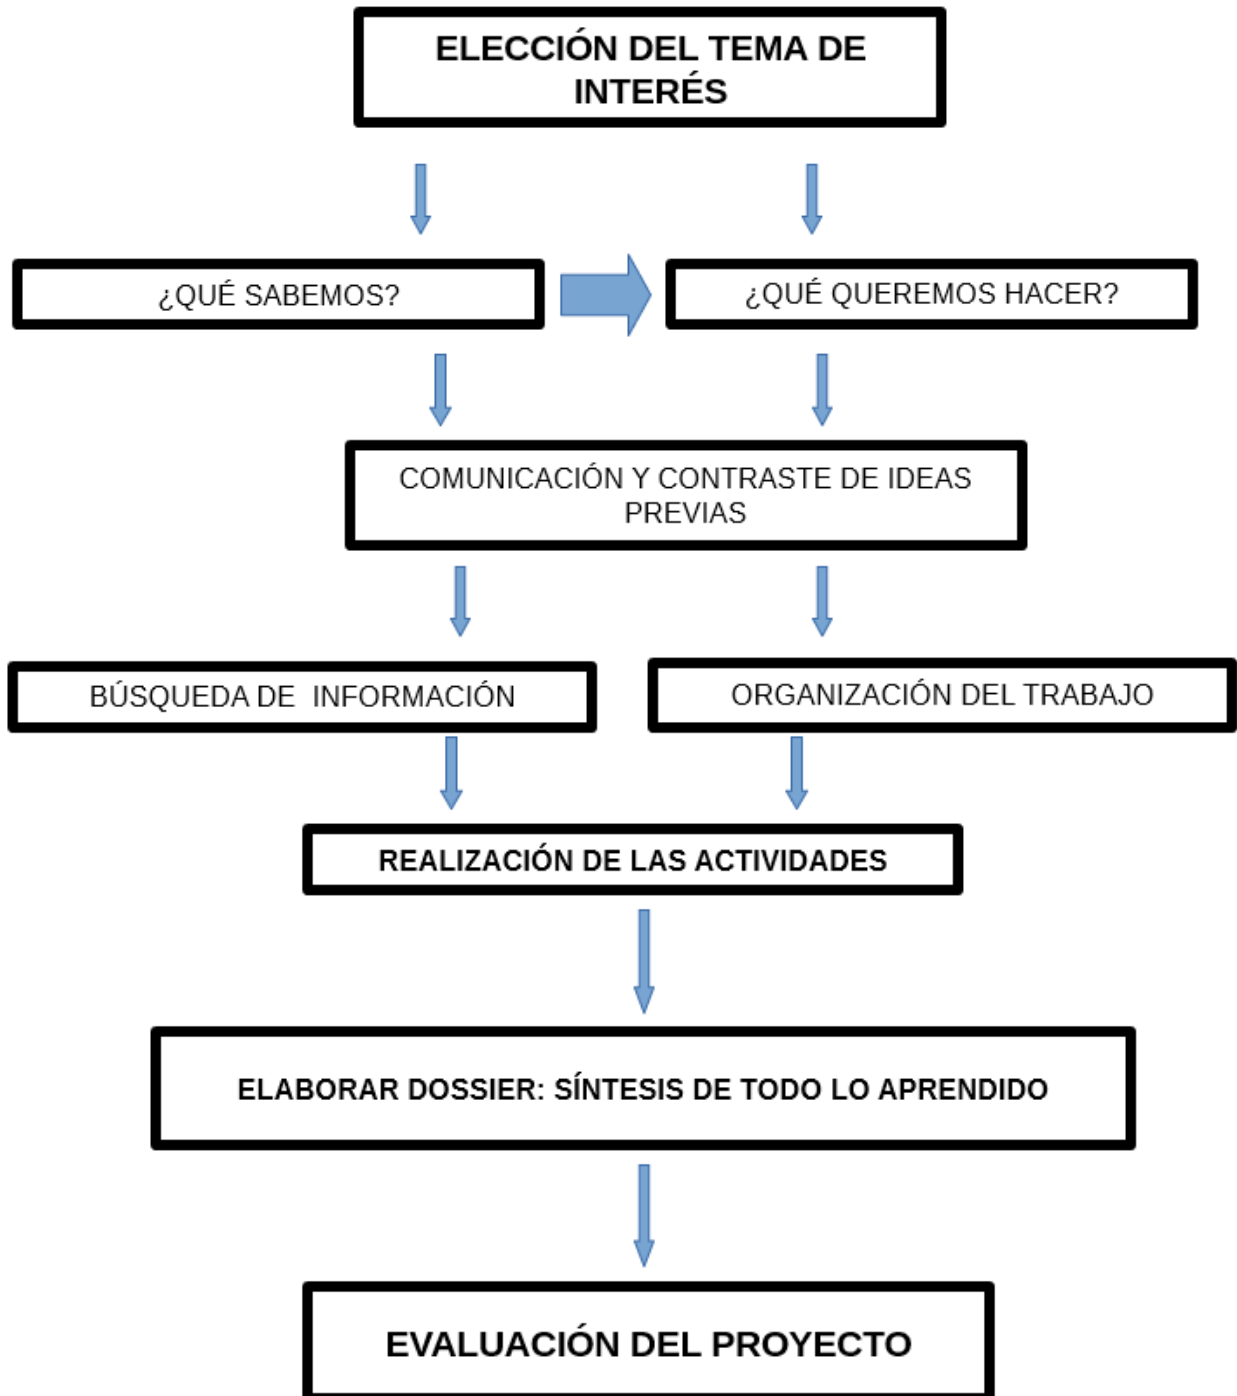 ELECCIÓN DEL TEMA DE
INTERÉS
¿QUÉ SABEMOS?
¿QUÉ QUEREMOS HACER?
COMUNICACIÓN Y CONTRASTE DE IDEAS
PREVIAS
BÚSQUEDA DE  INFORMACIÓN
ORGANIZACIÓN DEL TRABAJO
REALIZACIÓN DE LAS ACTIVIDADES
ELABORAR DOSSIER: SÍNTESIS DE TODO LO APRENDIDO
EVALUACIÓN DEL PROYECTO